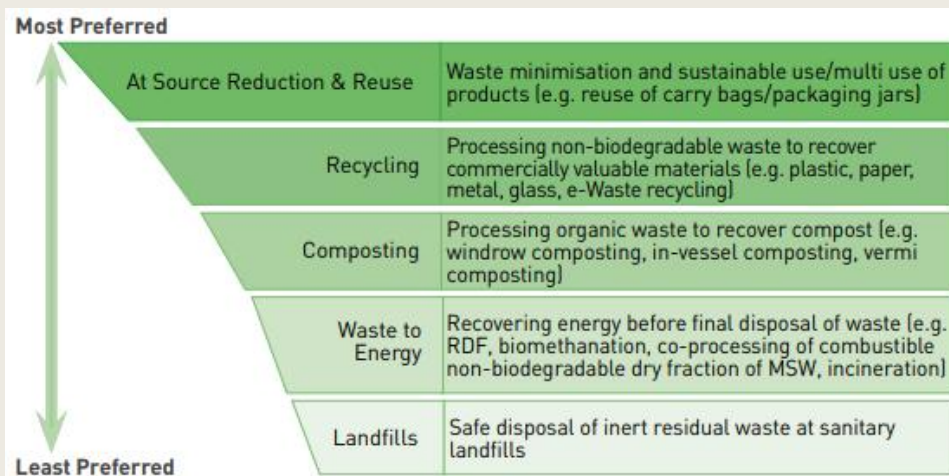 Most Preferred
At Source Reduction & Reuse
Waste minimisation and sustainable use/multi use of
products (e.g. reuse of carry bags/packaging jars)
Recycling
Processing non-biodegradable waste to recover
commercially valuable materials (e.g. plastic, paper,
metal, glass, e-Waste recycling)
Composting
Processing organic waste to recover compost (e.g.
windrow composting, in-vessel composting, vermi
composting)
Waste to
Energy
Recovering energy before final disposal of waste (e.g.
RDF, biomethanation, co-processing of combustible
non-biodegradable dry fraction of MSW, incineration)
Landfills
Safe disposal of inert residual waste at sanitary
landfills
Least Preferred